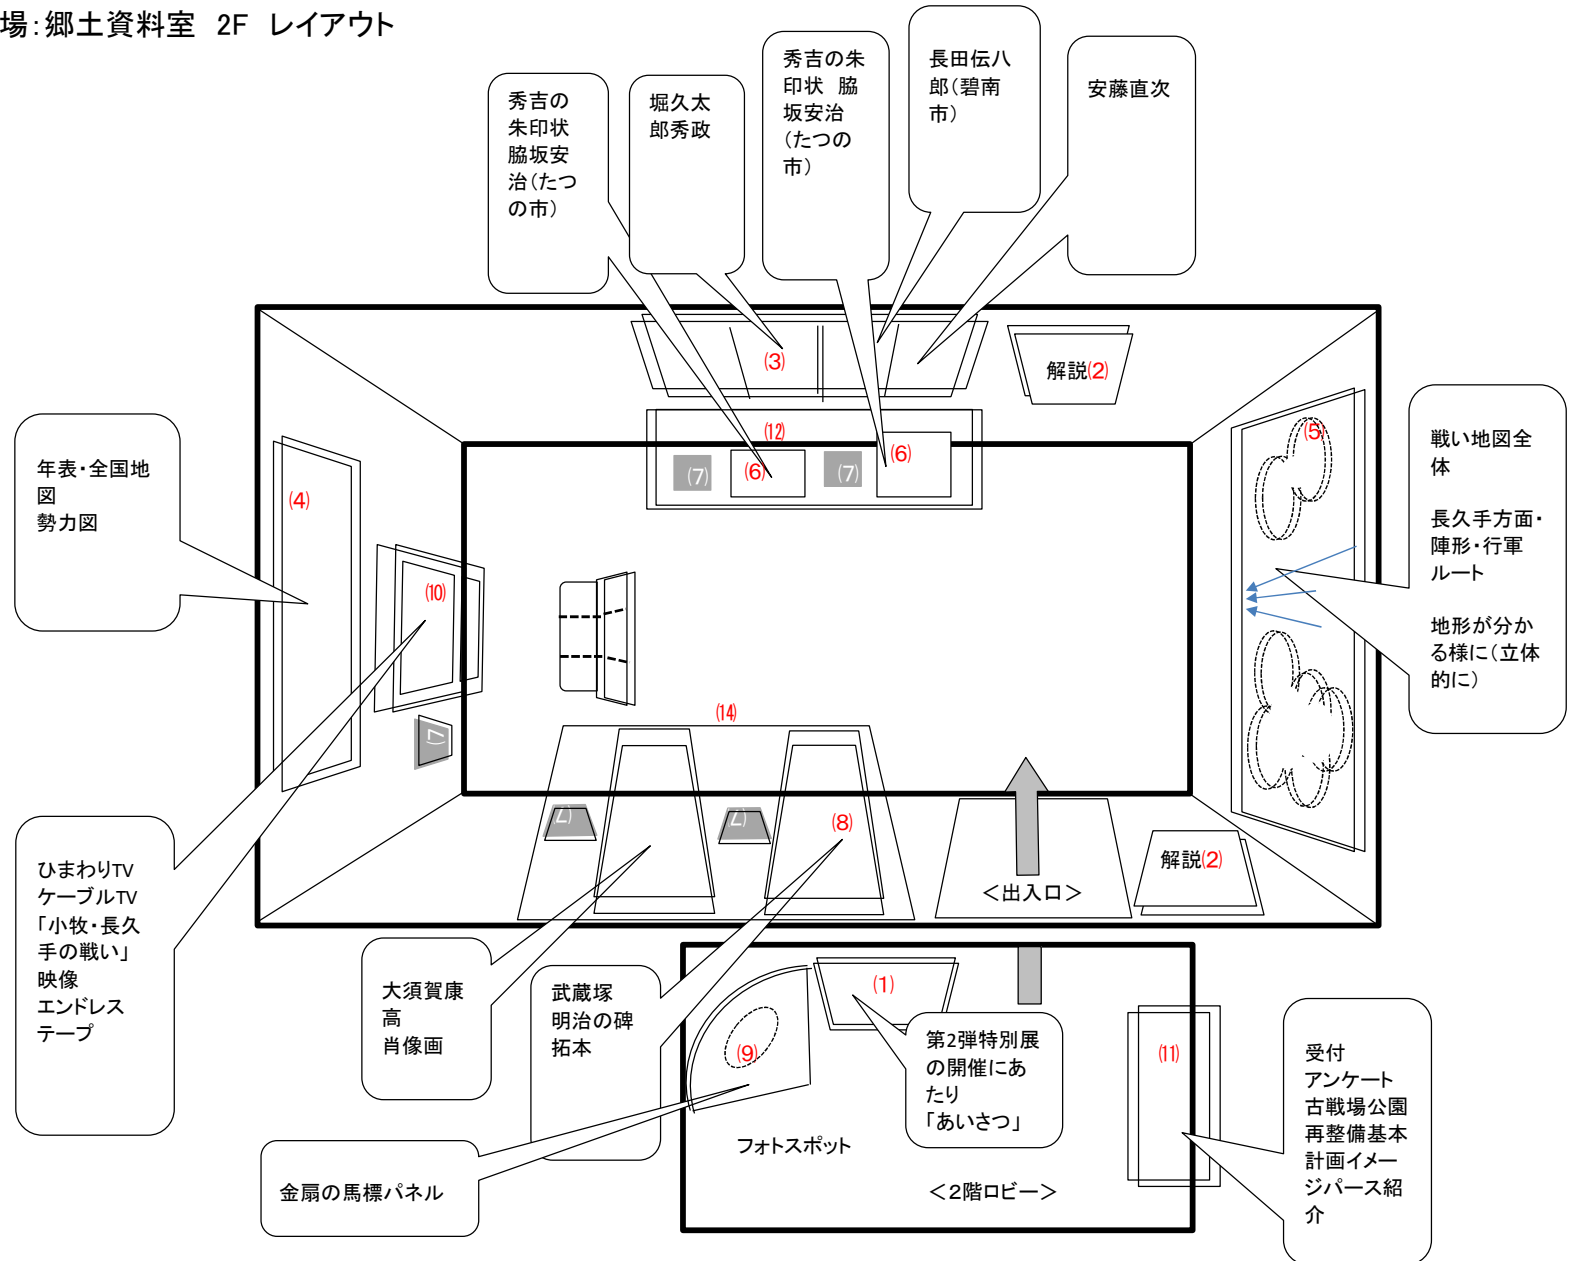 場：郷土資料室 2F レイアウト
秀吉の
朱印状
脇坂安
治（たつ
の市）
堀久太
郎秀政
秀吉の朱
印状 脇
坂安治
（たつの
市）
長田伝八
郎（碧南
市）
安藤直次
(3)
解説(2)
(12)
(7)
(6)
(7)
(6)
(5)
戦い地図全
体
長久手方面・
陣形・行軍
ルート
地形が分か
る様に（立体
的に）
年表・全国地
図
勢力図
(4)
(10)
(7)
(14)
(7)
(7)
(8)
＜出入口＞
解説(2)
ひまわりTV
ケーブルTV
「小牧・長久
手の戦い」
映像
エンドレス
テープ
大須賀康
高
肖像画
武蔵塚
明治の碑
拓本
(1)
第2弾特別展
の開催にあ
たり
「あいさつ」
(9)
フォトスポット
金扇の馬標パネル
＜2階ロビー＞
(11)
受付
アンケート
古戦場公園
再整備基本
計画イメー
ジパース紹
介